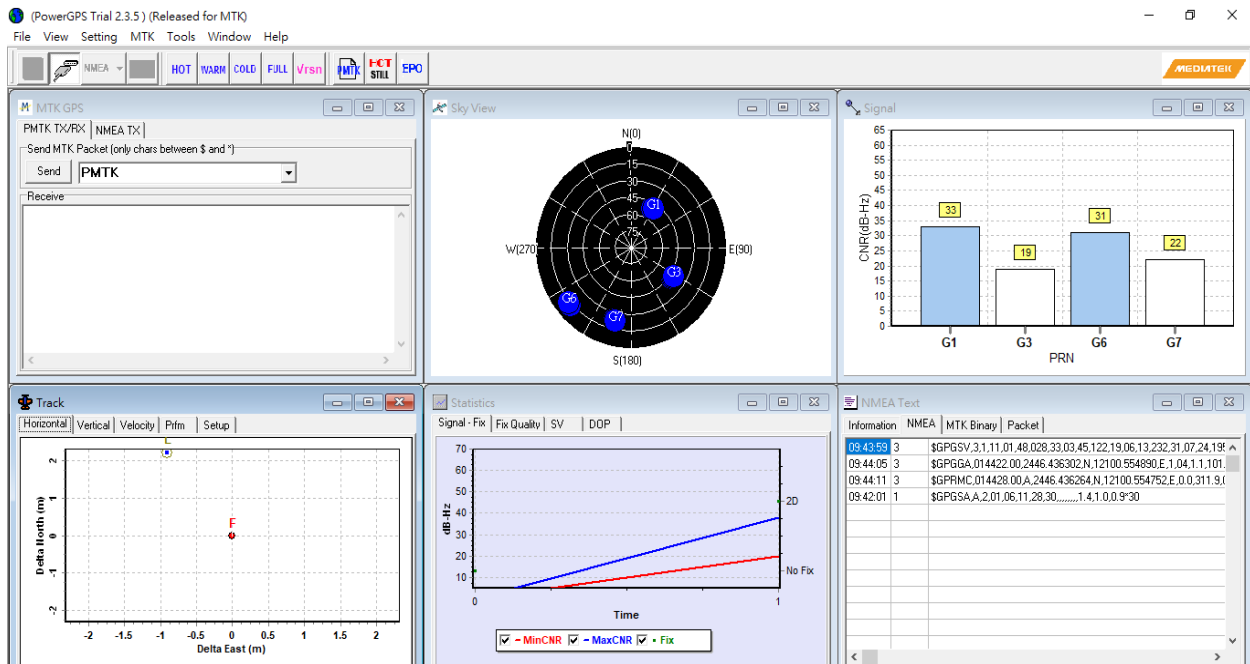 (PowerGPS Trial 2.3.5 ) (Released for MTK)
File View Setting MTK Tools Window Help
NMEA HOT WARM COLD FULL Vrsn PMTK HOT STILL EPO MEDIATEK
MTK GPS
PMTK TX/RX NMEA TX
Send MTK Packet (only chars between $ and *)
Send PMTK
Receive
Sky View
N(0)
0
15
30
45
60
75
G1
W(270)
E(90)
G3
G6
G7
S(180)
Signal
65
60
55
50
45
40
35
30
25
20
15
10
5
0
CNR(dB-Hz)
33
19
31
22
G1 G3 G6 G7
PRN
Track
Horizontal Vertical Velocity Prfm Setup
L
2
1
0
-1
-2
Delta North (m)
F
-2 -1.5 -1 -0.5 0 0.5 1 1.5 2
Delta East (m)
Statistics
Signal - Fix Fix Quality SV DOP
70
60
50
40
30
20
10
dB-Hz
2D
No Fix
0 1
Time
MinCNR MaxCNR Fix
NMEA Text
Information NMEA MTK Binary Packet
09:43:59 3 $GPGSV,3,1,11,01,48,028,33,03,45,122,19,06,13,232,31,07,24,195
09:44:05 3 $GPGGA,014422.00,2446.436302,N,12100.554890,E,1,04,1.1,101.
09:44:11 3 $GPRMC,014428.00,A,2446.436264,N,12100.554752,E,0.0,311.9,
09:42:01 1 $GPGSA,A,2,01,06,11,28,30,,,,,,,,1.4,1.0,0.9*30